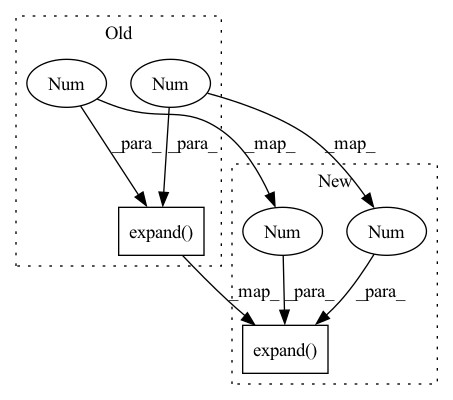 Old
Num
Num
_para_
_para_
_map_
_map_
expand()
New
Num
Num
_map_
_para_
_para_
expand()